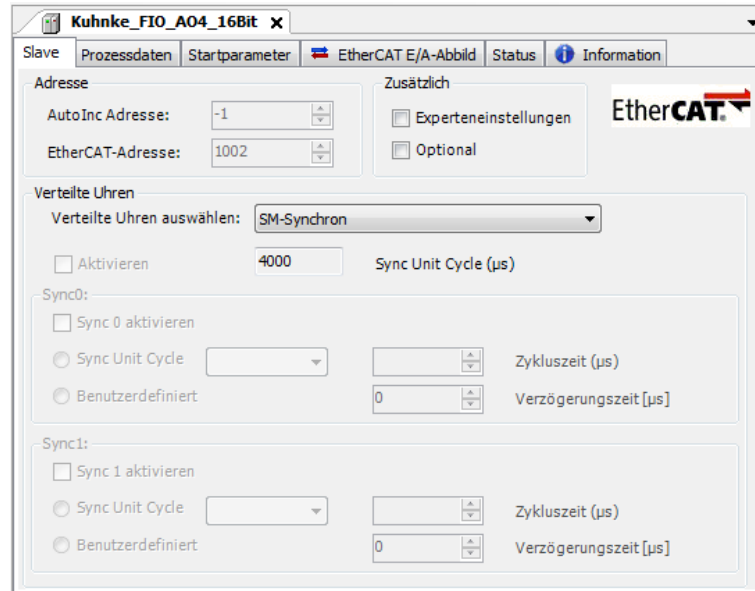 Kuhnke_FIO_AO4_16Bit
Slave Prozessdaten Startparameter EtherCAT E/A-Abbild Status Information
Adresse
AutoInc Adresse: -1
EtherCAT-Adresse: 1002
Zusätzlich
Experteneinstellungen
Optional
EtherCAT.
Verteilte Uhren
Verteilte Uhren auswählen: SM-Synchron
Aktivieren 4000 Sync Unit Cycle (µs)
Sync0:
Sync 0 aktivieren
Sync Unit Cycle Zykluszeit (µs)
Benutzerdefiniert 0 Verzögerungszeit[µs]
Sync1:
Sync 1 aktivieren
Sync Unit Cycle Zykluszeit (µs)
Benutzerdefiniert 0 Verzögerungszeit[µs]